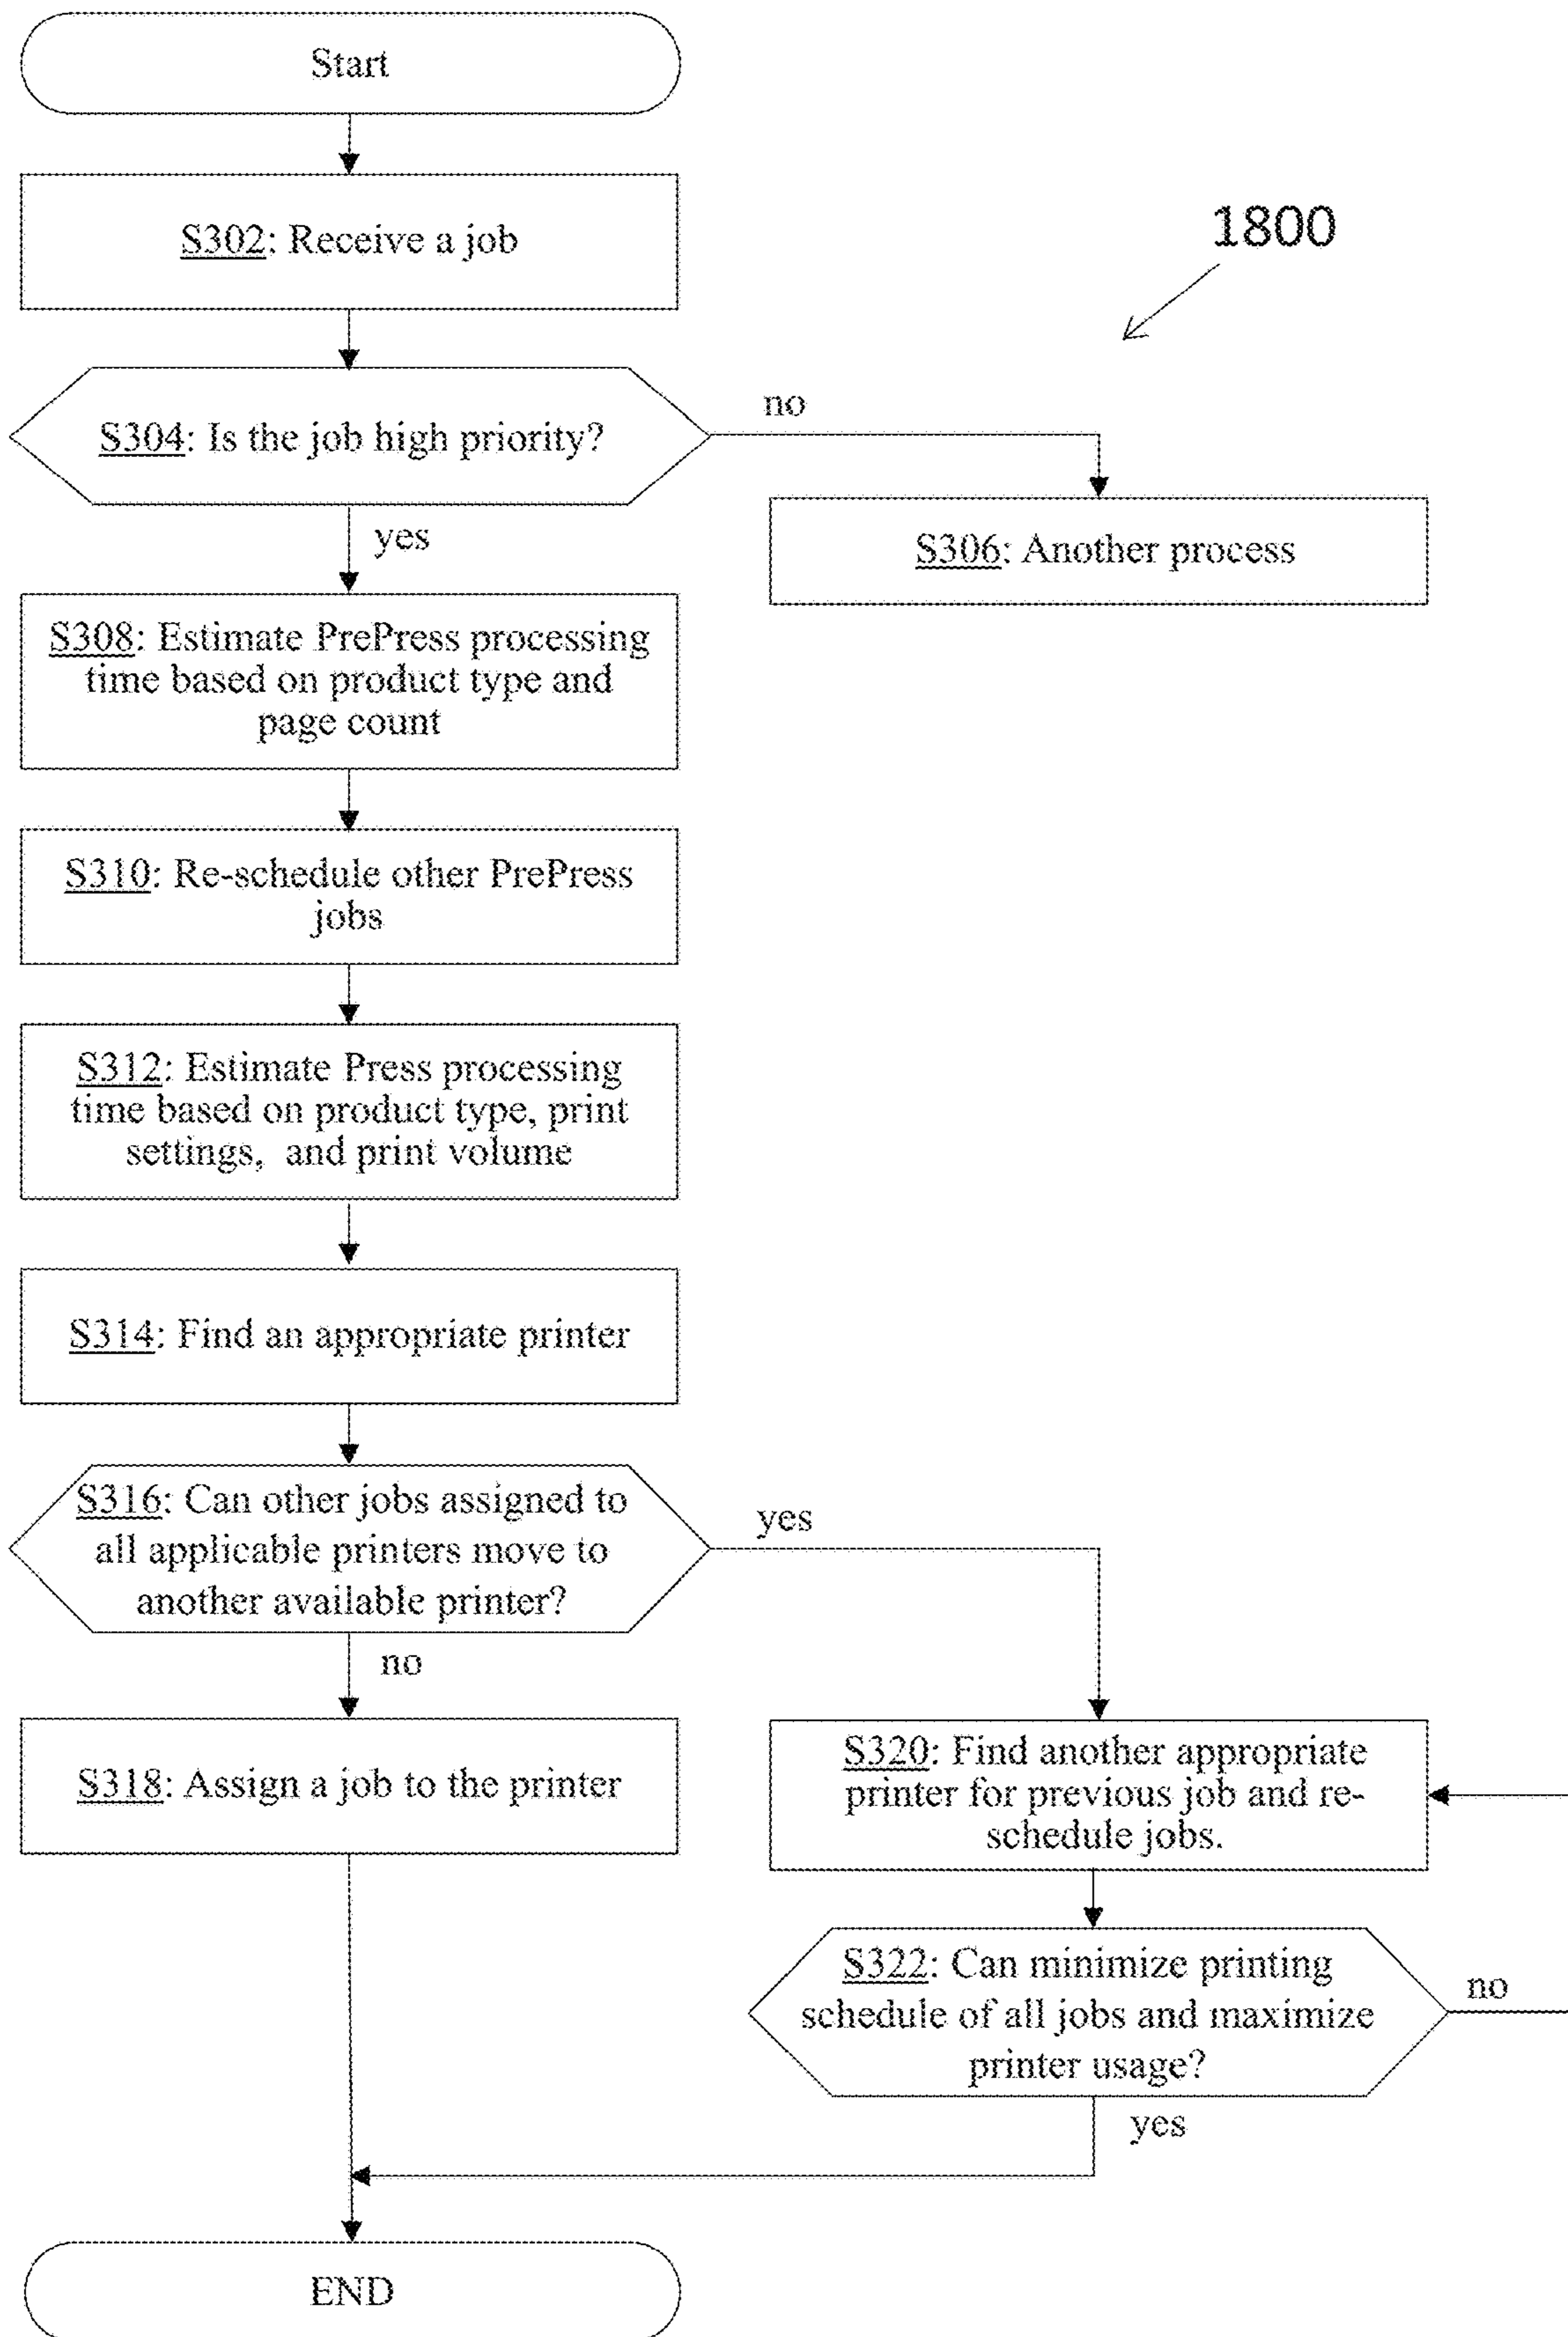 Start
S302: Receive a job
1800
S304: Is the job high priority?
no
yes
S306: Another process
S308: Estimate PrePress processing
time based on product type and
page count
S310: Re-schedule other PrePress
jobs
S312: Estimate Press processing
time based on product type, print
settings, and print volume
S314: Find an appropriate printer
S316: Can other jobs assigned to
all applicable printers move to
another available printer?
yes
no
S318: Assign a job to the printer
S320: Find another appropriate
printer for previous job and re-
schedule jobs.
S322: Can minimize printing
schedule of all jobs and maximize
printer usage?
no
yes
END